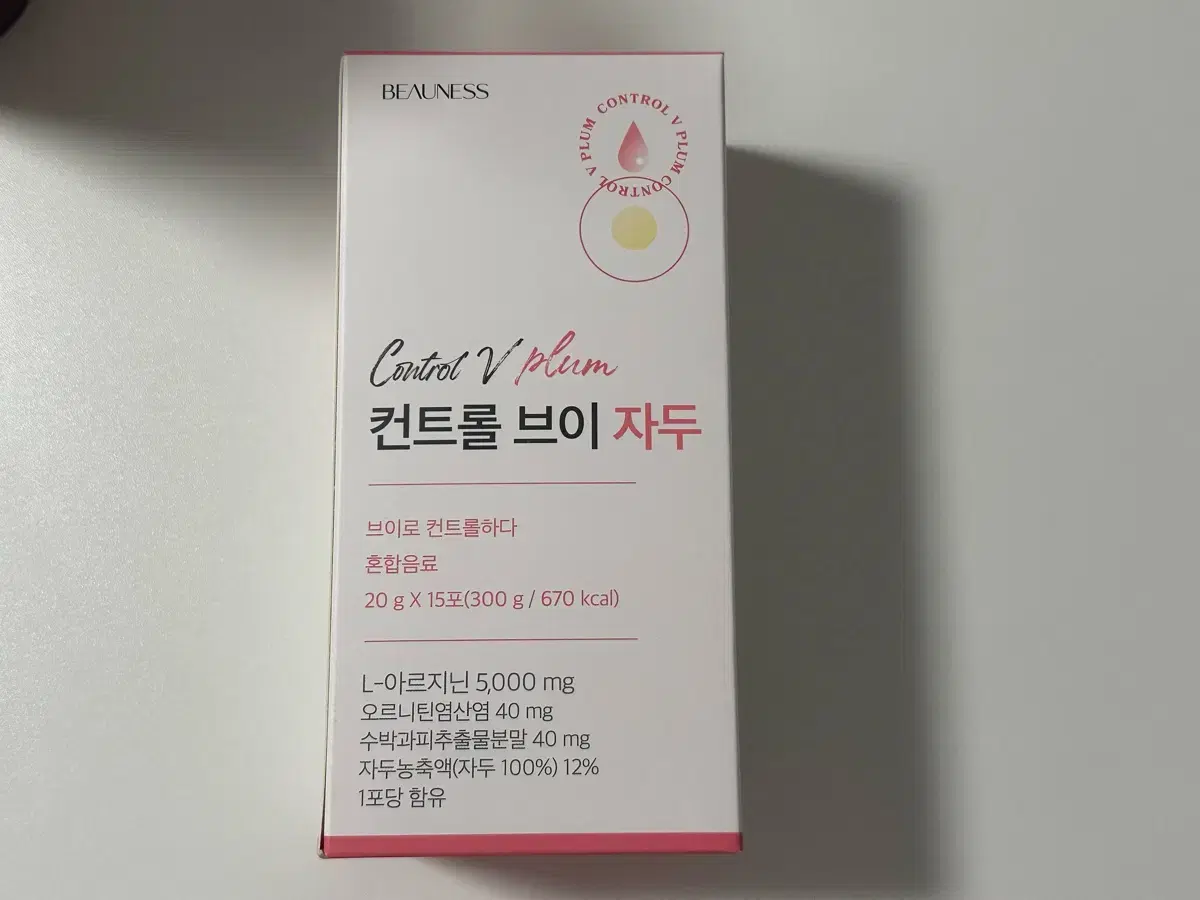 BEAUNESS
CONTROL V PLUM CONTROL V PLUM
Control V plum
컨트롤 브이 자두
브이로 컨트롤하다
혼합음료
20 g X 15포(300 g / 670 kcal)
L-아르지닌 5,000 mg
오르니틴염산염 40 mg
수박과피추출물분말 40 mg
자두농축액(자두 100%) 12%
1포당 함유